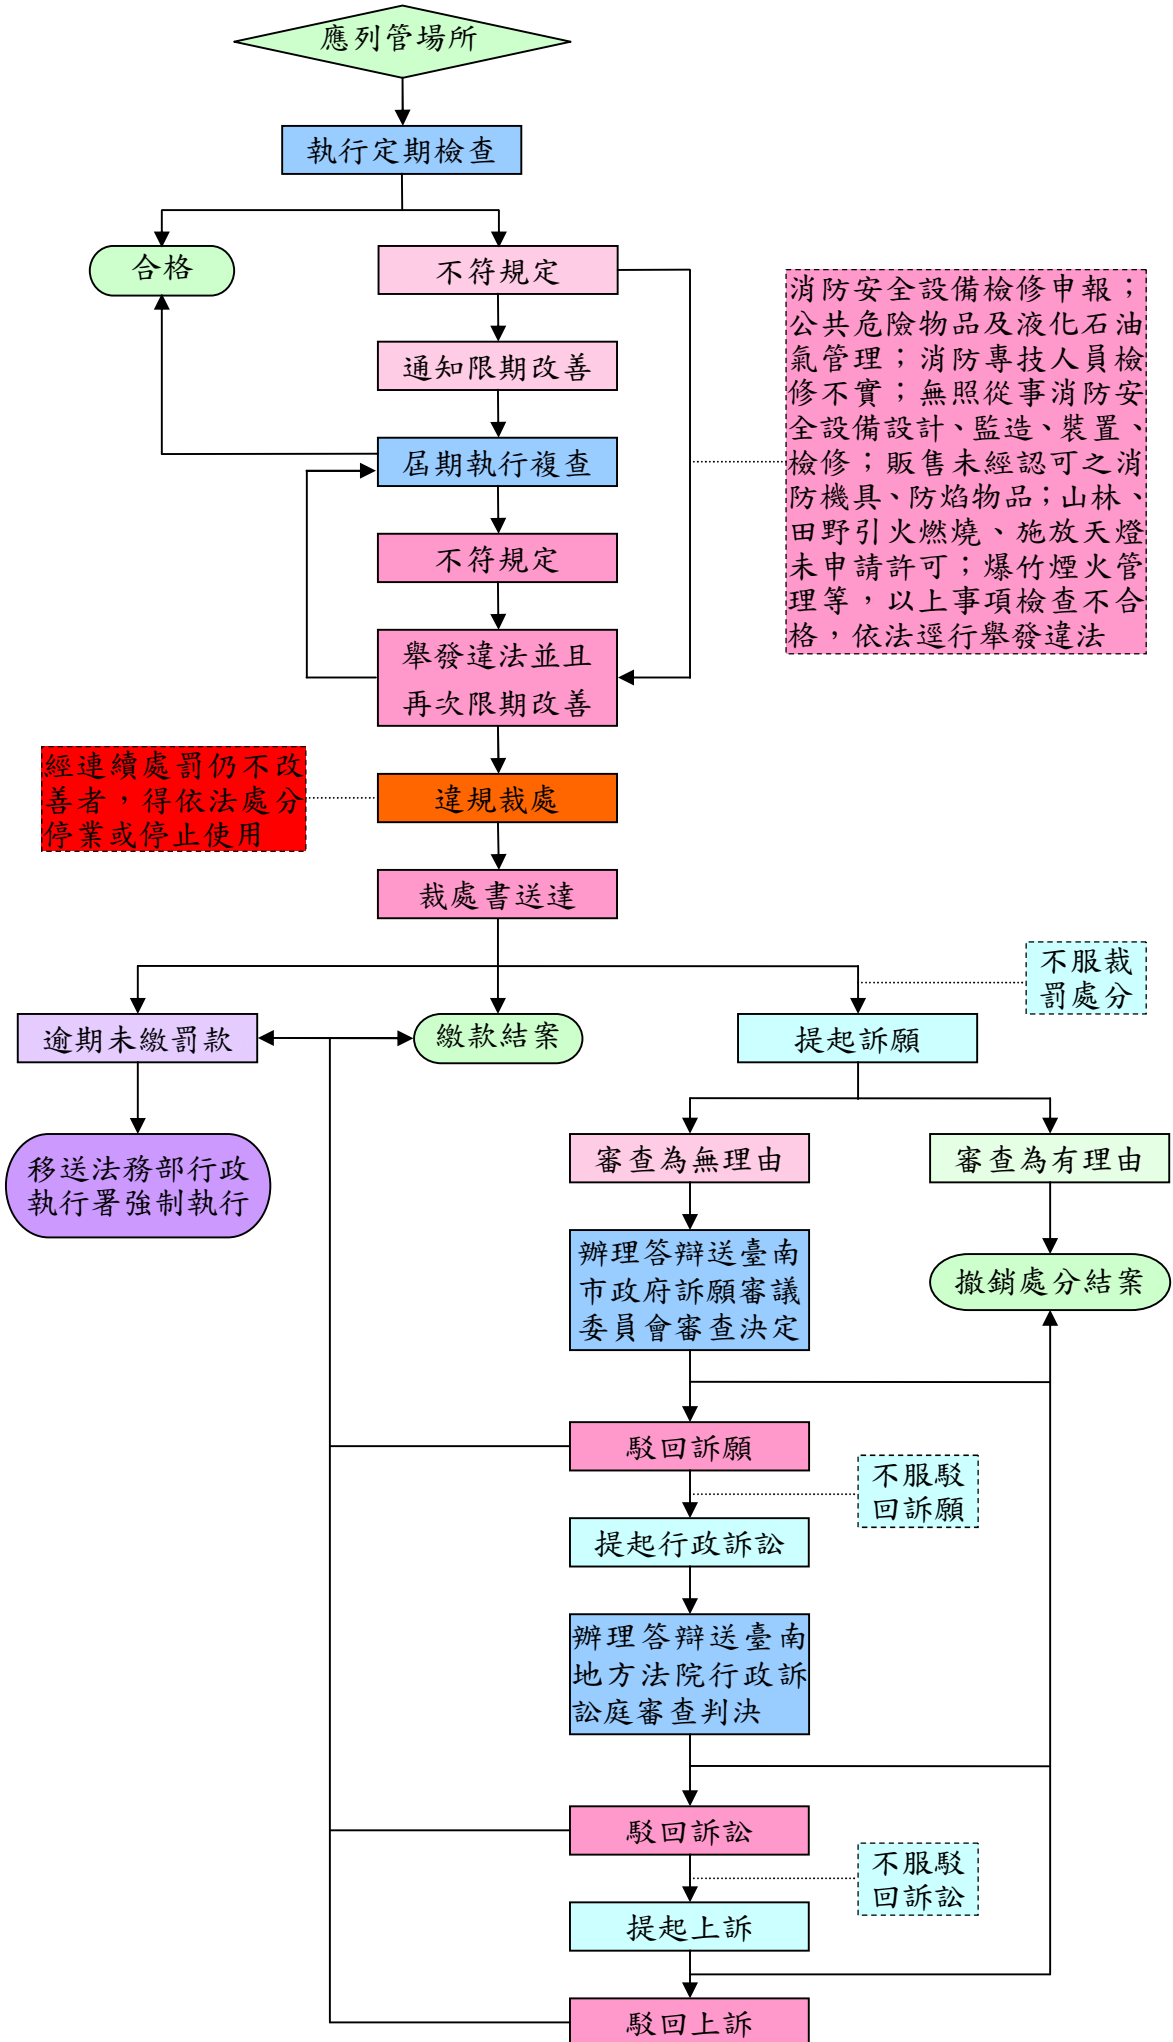 應列管場所
執行定期檢查
合格
不符規定
通知限期改善
屆期執行複查
不符規定
舉發違法並且
再次限期改善
消防安全設備檢修申報；
公共危險物品及液化石油
氣管理；消防專技人員檢
修不實；無照從事消防安
全設備設計、監造、裝置、
檢修；販售未經認可之消
防機具、防焰物品；山林、
田野引火燃燒、施放天燈
未申請許可；爆竹煙火管
理等，以上事項檢查不合
格，依法逕行舉發違法
經連續處罰仍不改
善者，得依法處分
停業或停止使用
違規裁處
裁處書送達
不服裁
罰處分
逾期未繳罰款
繳款結案
提起訴願
移送法務部行政
執行署強制執行
審查為無理由
審查為有理由
辦理答辯送臺南
市政府訴願審議
委員會審查決定
撤銷處分結案
駁回訴願
不服駁
回訴願
提起行政訴訟
辦理答辯送臺南
地方法院行政訴
訟庭審查判決
駁回訴訟
不服駁
回訴訟
提起上訴
駁回上訴